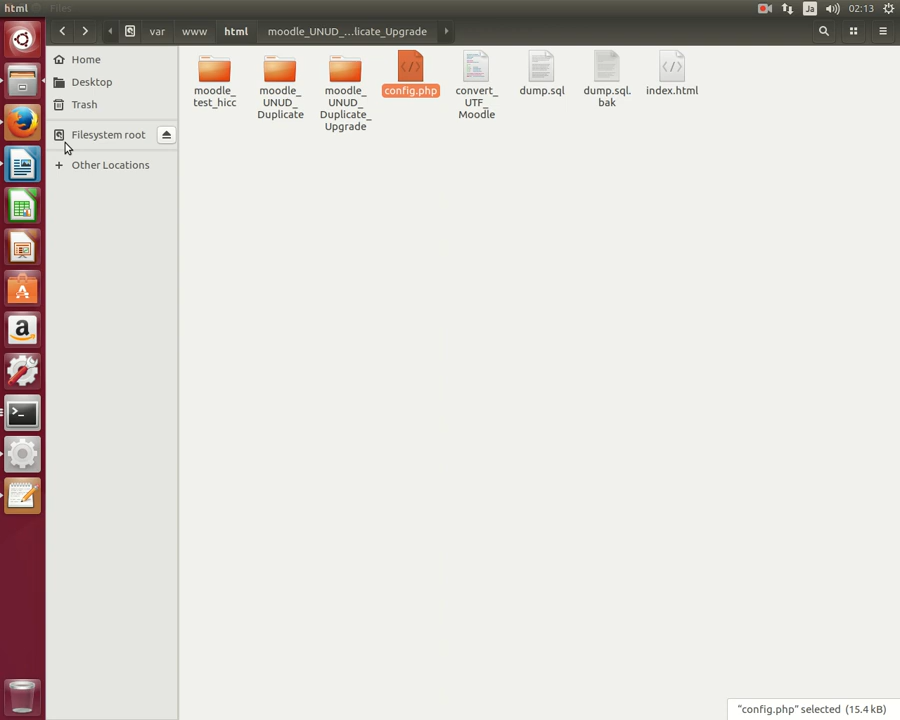 html Files
Ja
02:13
var
www
html
moodle_UNUD_…licate_Upgrade
Home
Desktop
Trash
Filesystem root
Other Locations
moodle_
test_hicc
moodle_
UNUD_
Duplicate
moodle_
UNUD_
Duplicate_
Upgrade
config.php
convert_
UTF_
Moodle
dump.sql
dump.sql.
bak
index.html
"config.php" selected (15.4 kB)